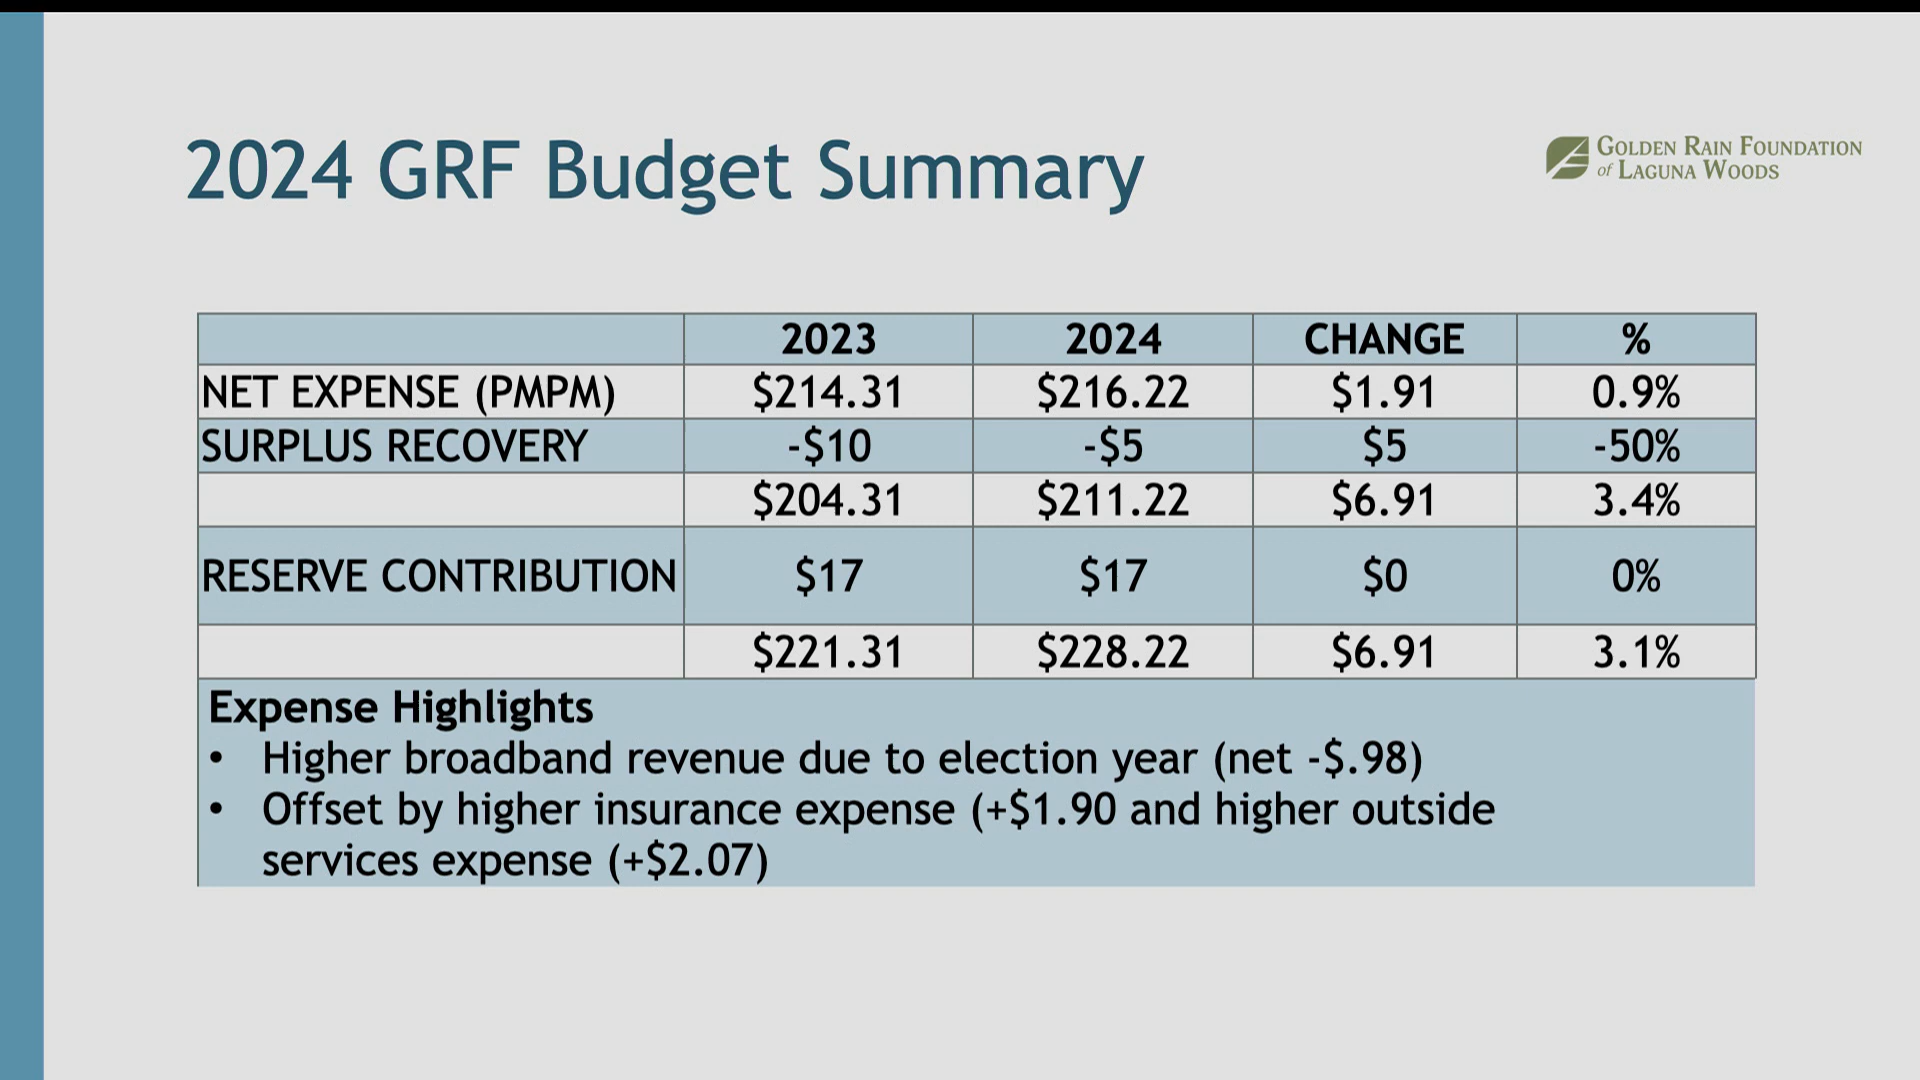 2024 GRF Budget Summary
GOLDEN RAIN FOUNDATION
of LAGUNA WOODS
2023 2024 CHANGE %
NET EXPENSE (PMPM) $214.31 $216.22 $1.91 0.9%
SURPLUS RECOVERY -$10 -$5 $5 -50%
$204.31 $211.22 $6.91 3.4%
RESERVE CONTRIBUTION $17 $17 $0 0%
$221.31 $228.22 $6.91 3.1%
Expense Highlights
• Higher broadband revenue due to election year (net -$.98)
• Offset by higher insurance expense (+$1.90 and higher outside
services expense (+$2.07)